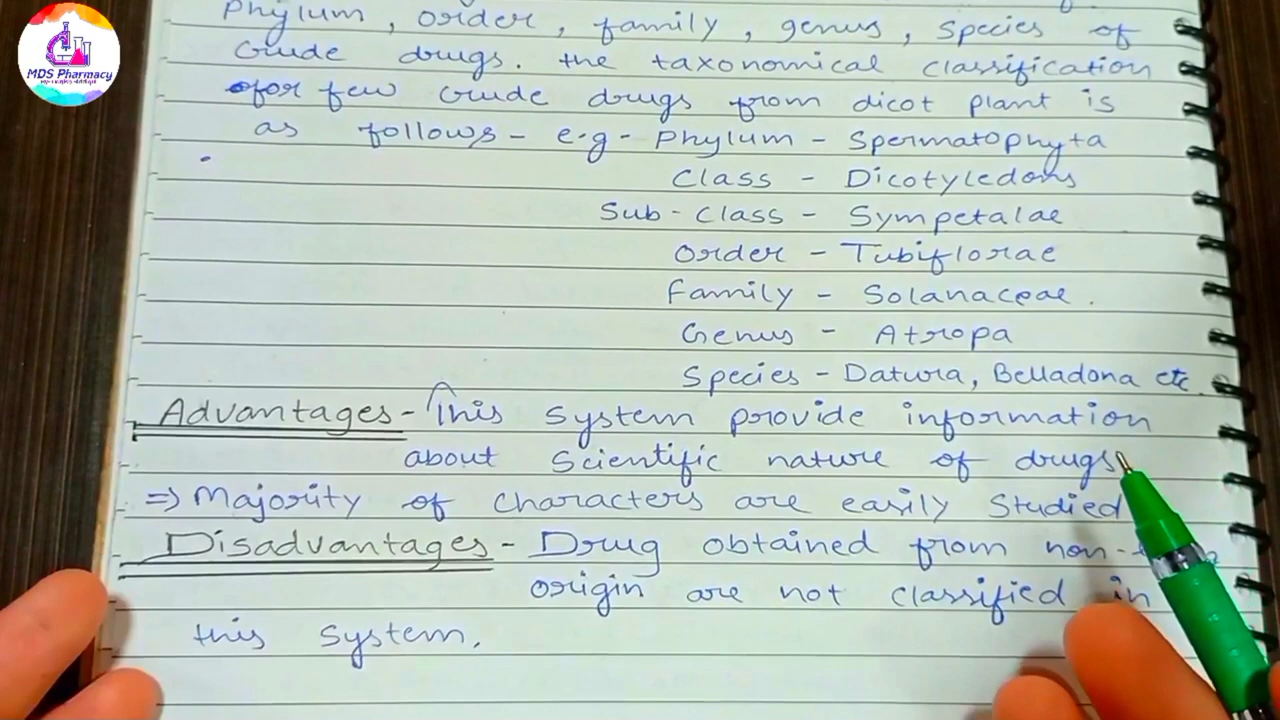 MDS Pharmacy
Phylum, order, family, genus, species of
crude drugs. the taxonomical classification
for few crude drugs from dicot plant is
as follows - e.g - Phylum - Spermatophyta
Class - Dicotyledons
Sub-Class - Sympetalae
Order - Tubiflorae
Family - Solanaceae.
Genus - Atropa
Species - Datura, Belladona etc.
Advantages - This system provide information
about scientific nature of drugs
⇒ Majority of characters are easily studied
Disadvantages - Drug obtained from non-
origin are not classified in
this system.